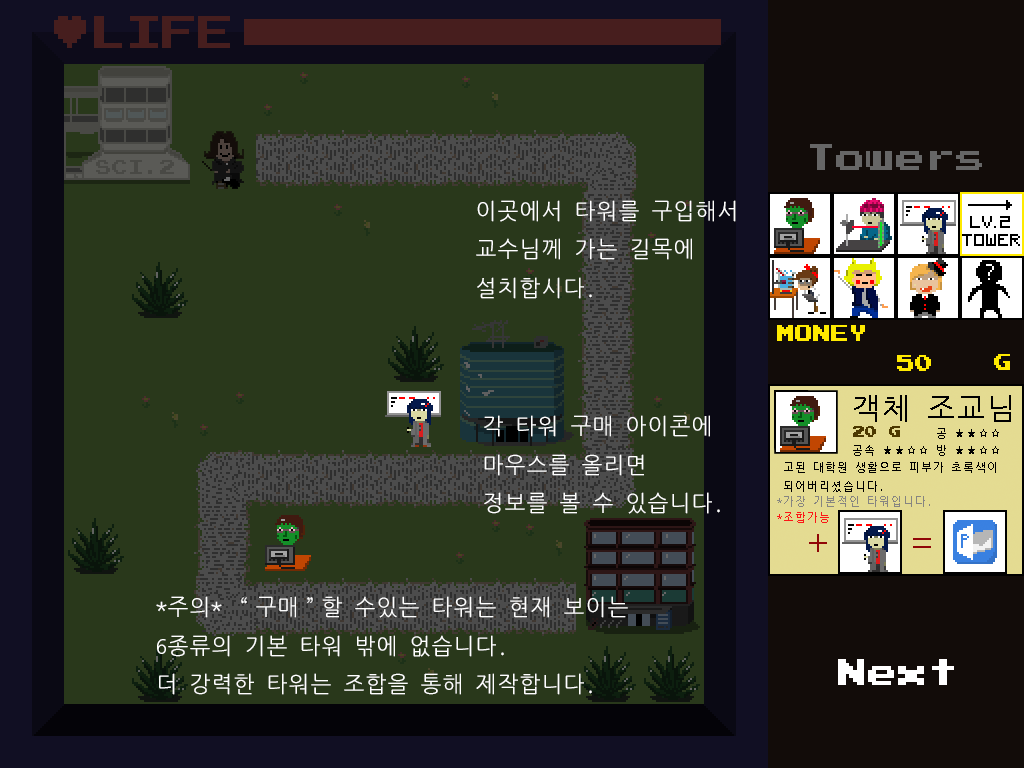 LIFE
SCI.2
이곳에서 타워를 구입해서
교수님께 가는 길목에
설치합시다.
각 타워 구매 아이콘에
마우스를 올리면
정보를 볼 수 있습니다.
*주의* “구매”할 수있는 타워는 현재 보이는
6종류의 기본 타워 밖에 없습니다.
더 강력한 타워는 조합을 통해 제작합니다.
Towers
LV.2
TOWER
?
MONEY
50 G
객체 조교님
20 G 공 ★★☆☆
공속 ★★☆☆ 방 ★★☆☆
고된 대학원 생활으로 피부가 초록색이
되어버리셨습니다.
*가장 기본적인 타워입니다.
*조합가능
+ =
P
Next